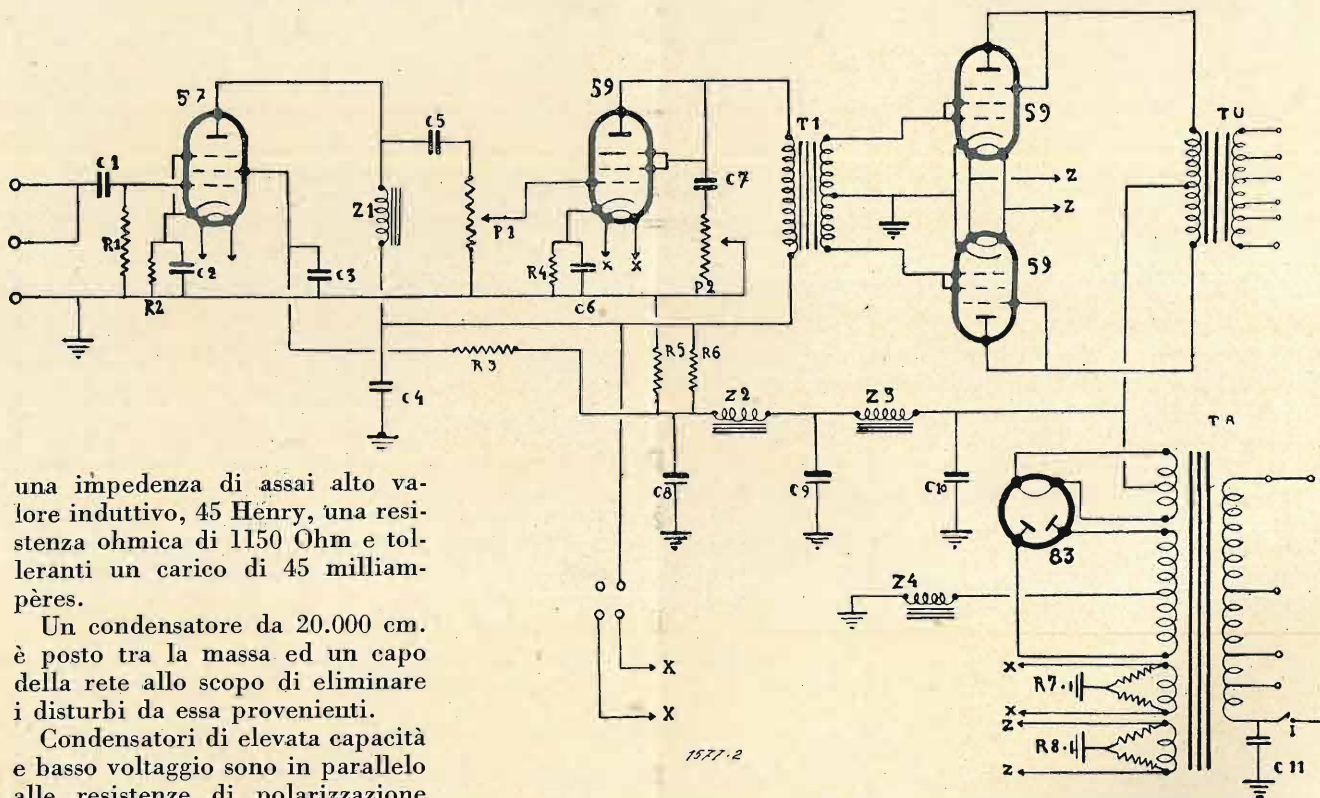 57
59
59
59
83
C1
R1
R2
C2
C3
Z1
C5
P1
R4
C6
C7
P2
T1
Z
Z
TU
x
x
R3
C4
R5
R6
Z2
Z3
C8
C9
C10
TA
Z4
X
X
x
R7
x
z
R8
z
I
C11
1577-2
una impedenza di assai alto va-
lore induttivo, 45 Henry, una resi-
stenza ohmica di 1150 Ohm e tol-
leranti un carico di 45 milliam-
pères.
Un condensatore da 20.000 cm.
è posto tra la massa ed un capo
della rete allo scopo di eliminare
i disturbi da essa provenienti.
Condensatori di elevata capacità
e basso voltaggio sono in parallelo
alle resistenze di polarizzazione